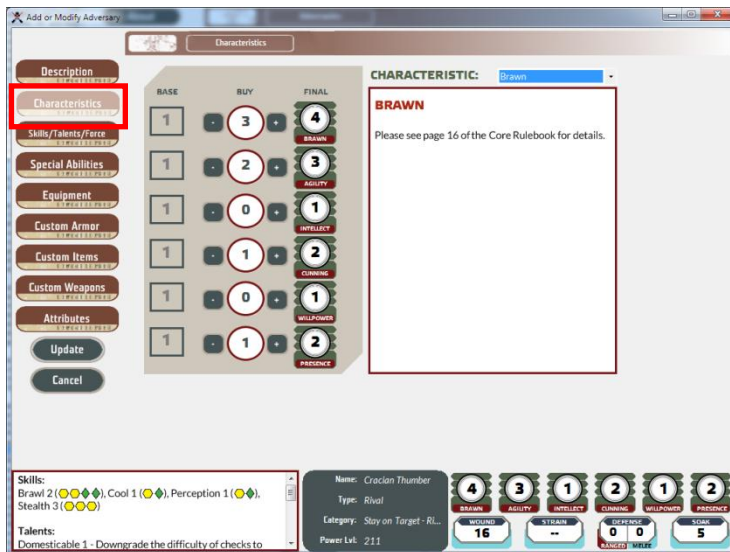 Add or Modify Adversary
Characteristics
Description
Characteristics
Skills/Talents/Force
Special Abilities
Equipment
Custom Armor
Custom Items
Custom Weapons
Attributes
Update
Cancel
BASE BUY FINAL
1 - 3 + 4
BRAWN
1 - 2 + 3
AGILITY
1 - 0 + 1
INTELLECT
1 - 1 + 2
CUNNING
1 - 0 + 1
WILLPOWER
1 - 1 + 2
PRESENCE
CHARACTERISTIC: Brawn
BRAWN
Please see page 16 of the Core Rulebook for details.
Skills:
Brawl 2 (), Cool 1 (), Perception 1 (),
Stealth 3 ()
Talents:
Domesticable 1 - Downgrade the difficulty of checks to
Name: Cracian Thumber
Type: Rival
Category: Stay on Target - Ri...
Power Lvl: 211
4 3 1 2 1 2
BRAWN AGILITY INTELLECT CUNNING WILLPOWER PRESENCE
WOUND STRAIN DEFENSE SOAK
16 -- 0 0 5
RANGED MELEE